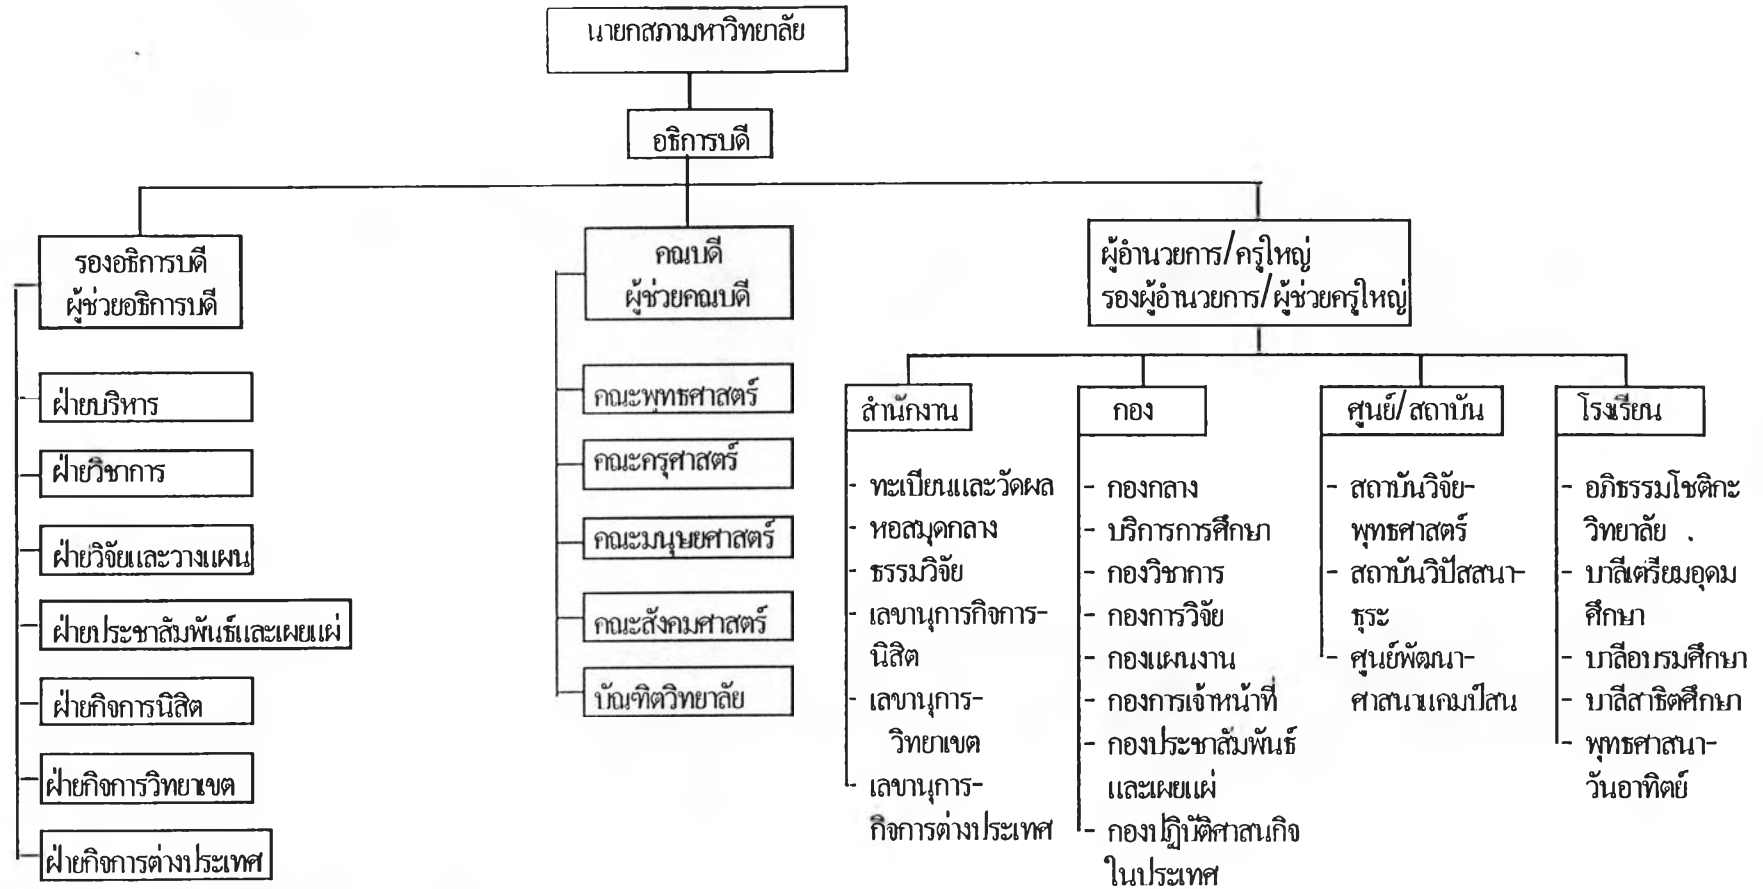 นายกสภามหาวิทยาลัย
อธิการบดี
รองอธิการบดี
ผู้ช่วยอธิการบดี
ฝ่ายบริหาร
ฝ่ายวิชาการ
ฝ่ายวิจัยและวางแผน
ฝ่ายประชาสัมพันธ์และเผยแผ่
ฝ่ายกิจการนิสิต
ฝ่ายกิจการวิทยาเขต
ฝ่ายกิจการต่างประเทศ
คณบดี
ผู้ช่วยคณบดี
คณะพุทธศาสตร์
คณะครุศาสตร์
คณะมนุษยศาสตร์
คณะสังคมศาสตร์
บัณฑิตวิทยาลัย
ผู้อำนวยการ/ครูใหญ่
รองผู้อำนวยการ/ผู้ช่วยครูใหญ่
สำนักงาน
- ทะเบียนและวัดผล
- หอสมุดกลาง
- ธรรมวิจัย
- เลขานุการกิจการ-
นิสิต
- เลขานุการ-
วิทยาเขต
- เลขานุการ-
กิจการต่างประเทศ
กอง
- กองกลาง
- บริการการศึกษา
- กองวิชาการ
- กองการวิจัย
- กองแผนงาน
- กองการเจ้าหน้าที่
- กองประชาสัมพันธ์
และเผยแผ่
- กองปฏิบัติศาสนกิจ
ในประเทศ
ศูนย์/สถาบัน
- สถาบันวิจัย-
พุทธศาสตร์
- สถาบันวิปัสสนา-
ธุระ
- ศูนย์พัฒนา-
ศาสนาแคมป์สน
โรงเรียน
- อภิธรรมโชติกะ
วิทยาลัย .
- บาลีเตรียมอุดม
ศึกษา
- บาลีอบรมศึกษา
- บาลีสาธิตศึกษา
- พุทธศาสนา-
วันอาทิตย์